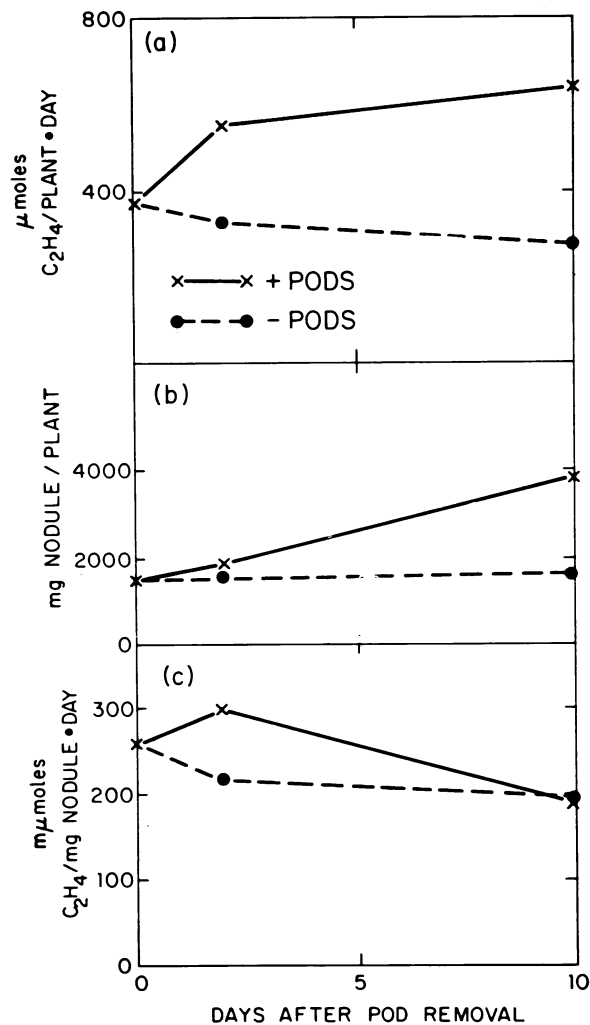 (a)
800
400
μmoles
C₂H₄/PLANT•DAY
+ PODS
- PODS
(b)
4000
2000
0
mg NODULE / PLANT
(c)
300
200
100
0
mμmoles
C₂H₄/mg NODULE•DAY
0 5 10
DAYS AFTER POD REMOVAL